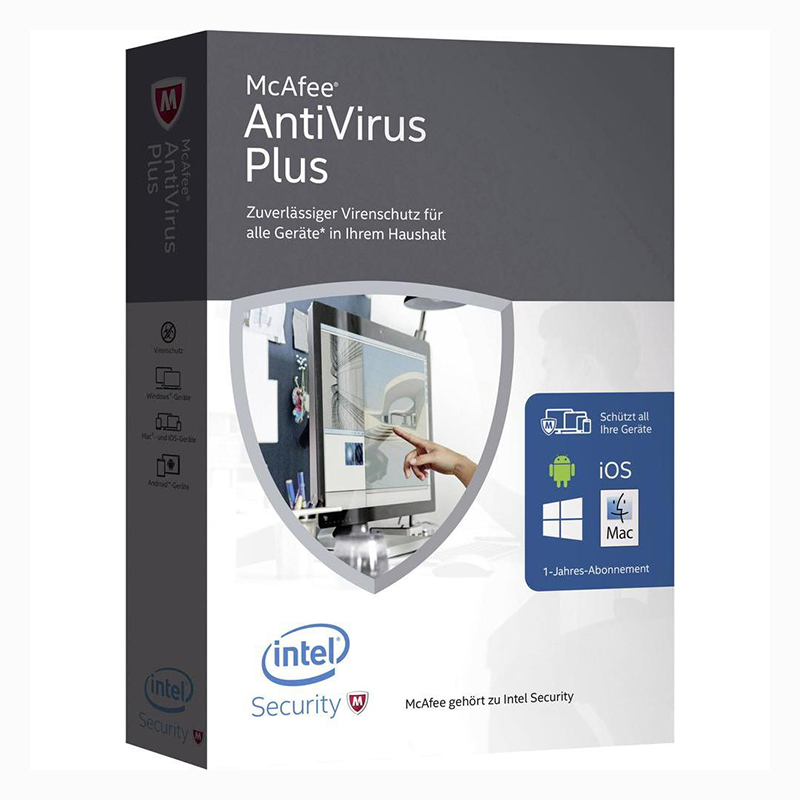 McAfee®
AntiVirus
Plus
Zuverlässiger Virenschutz für
alle Geräte* in Ihrem Haushalt
Schützt all
Ihre Geräte
iOS
Mac
1-Jahres-Abonnement
intel®
Security
McAfee gehört zu Intel Security
McAfee®
AntiVirus
Plus
Virenschutz
Windows®-Geräte
Mac®- und iOS-Geräte
Android™-Geräte
intel
Security